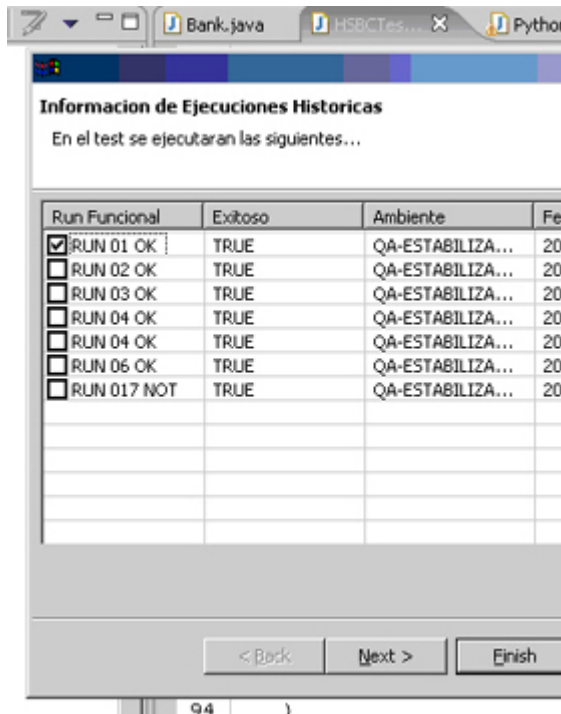 Bank.java HSBCTes... Pytho
Informacion de Ejecuciones Historicas
En el test se ejecutaran las siguientes...
Run Funcional Exitoso Ambiente Fe
RUN 01 OK TRUE QA-ESTABILIZA... 20
RUN 02 OK TRUE QA-ESTABILIZA... 20
RUN 03 OK TRUE QA-ESTABILIZA... 20
RUN 04 OK TRUE QA-ESTABILIZA... 20
RUN 04 OK TRUE QA-ESTABILIZA... 20
RUN 06 OK TRUE QA-ESTABILIZA... 20
RUN 017 NOT TRUE QA-ESTABILIZA... 20
< Back Next > Finish
94 }